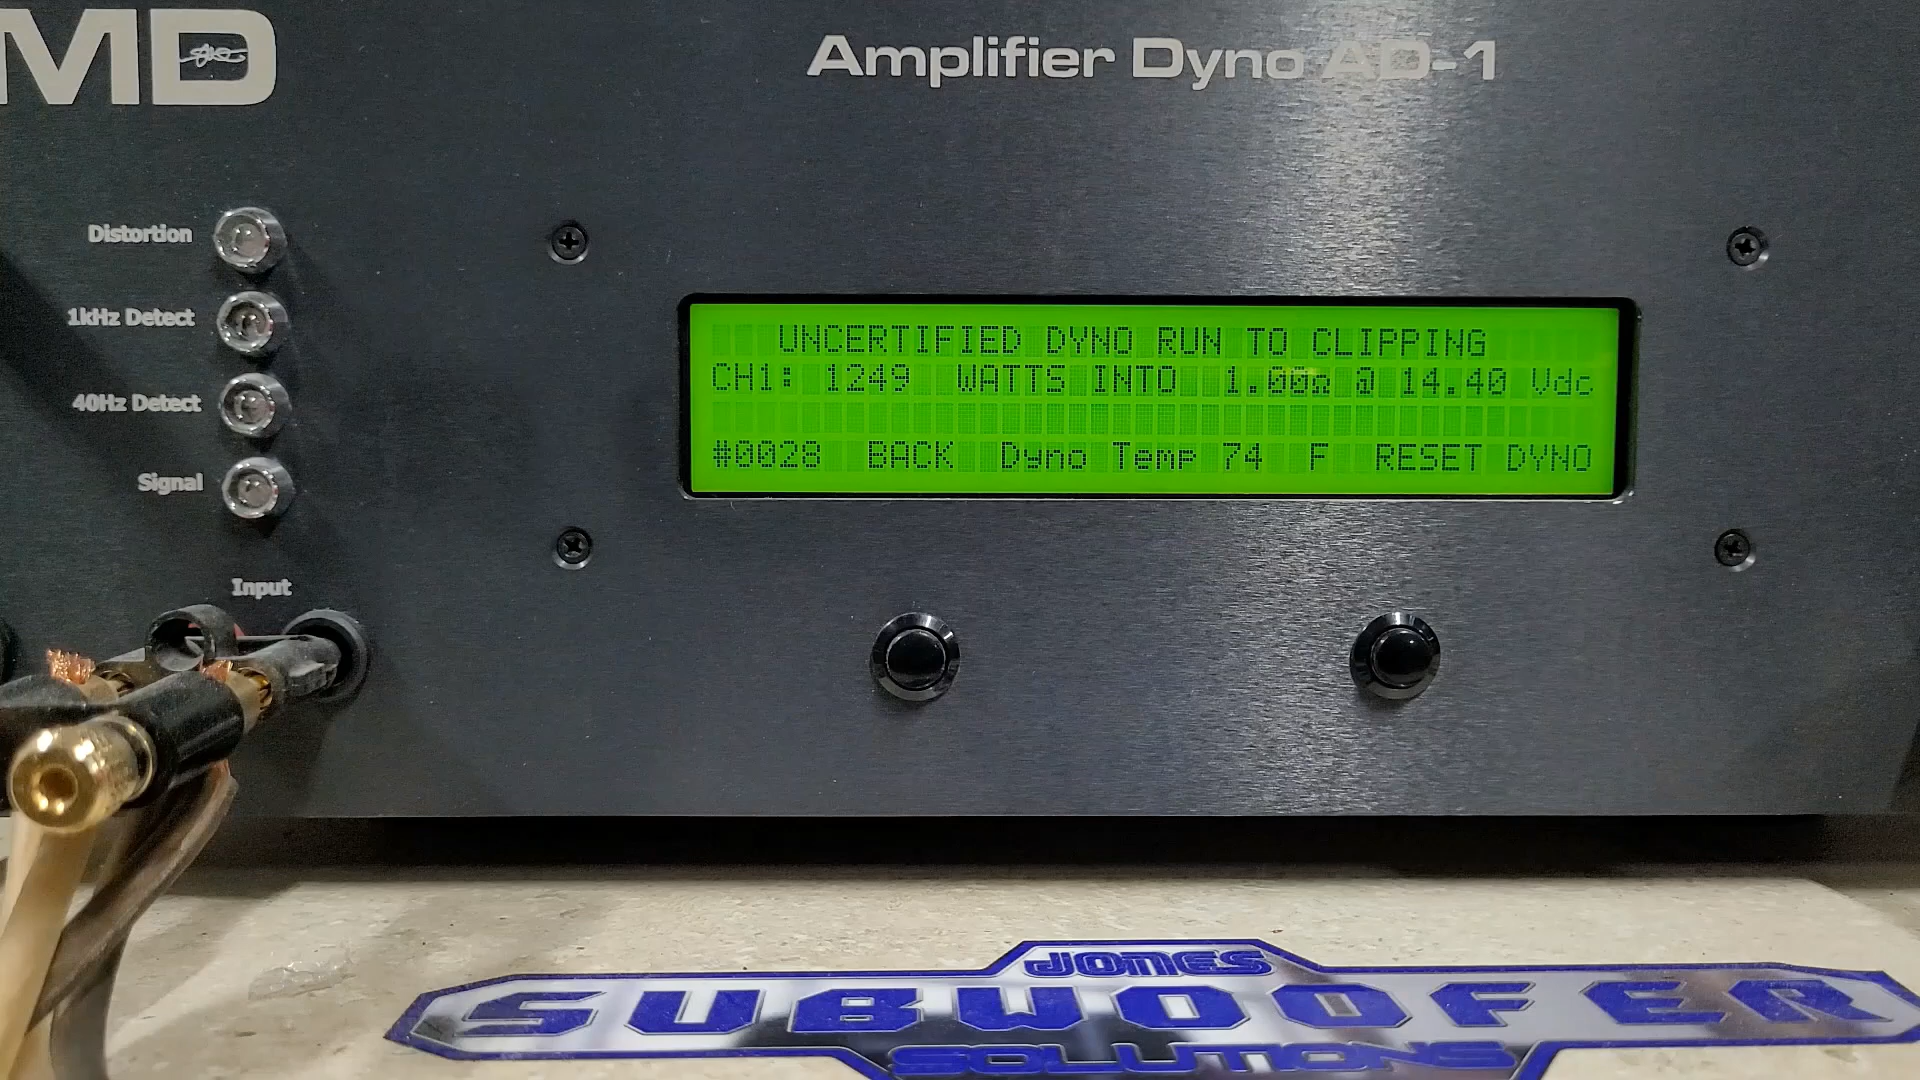 MD
Amplifier Dyno AD-1
Distortion
1kHz Detect
40Hz Detect
Signal
Input
UNCERTIFIED DYNO RUN TO CLIPPING
CH1: 1249 WATTS INTO 1.00Ω @ 14.40 Vdc
#0028 BACK Dyno Temp 74 F RESET DYNO
JONES
SUBWOOFER
SOLUTIONS